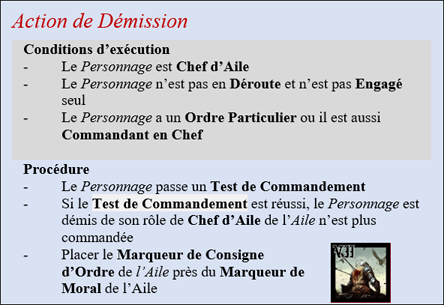 Action de Démission
Conditions d'exécution
- Le Personnage est Chef d'Aile
- Le Personnage n'est pas en Déroute et n'est pas Engagé
seul
- Le Personnage a un Ordre Particulier ou il est aussi
Commandant en Chef
Procédure
- Le Personnage passe un Test de Commandement
- Si le Test de Commandement est réussi, le Personnage est
démis de son rôle de Chef d'Aile de l'Aile n'est plus
commandée
- Placer le Marqueur de Consigne
d'Ordre de l'Aile près du Marqueur de
Moral de l'Aile
VII